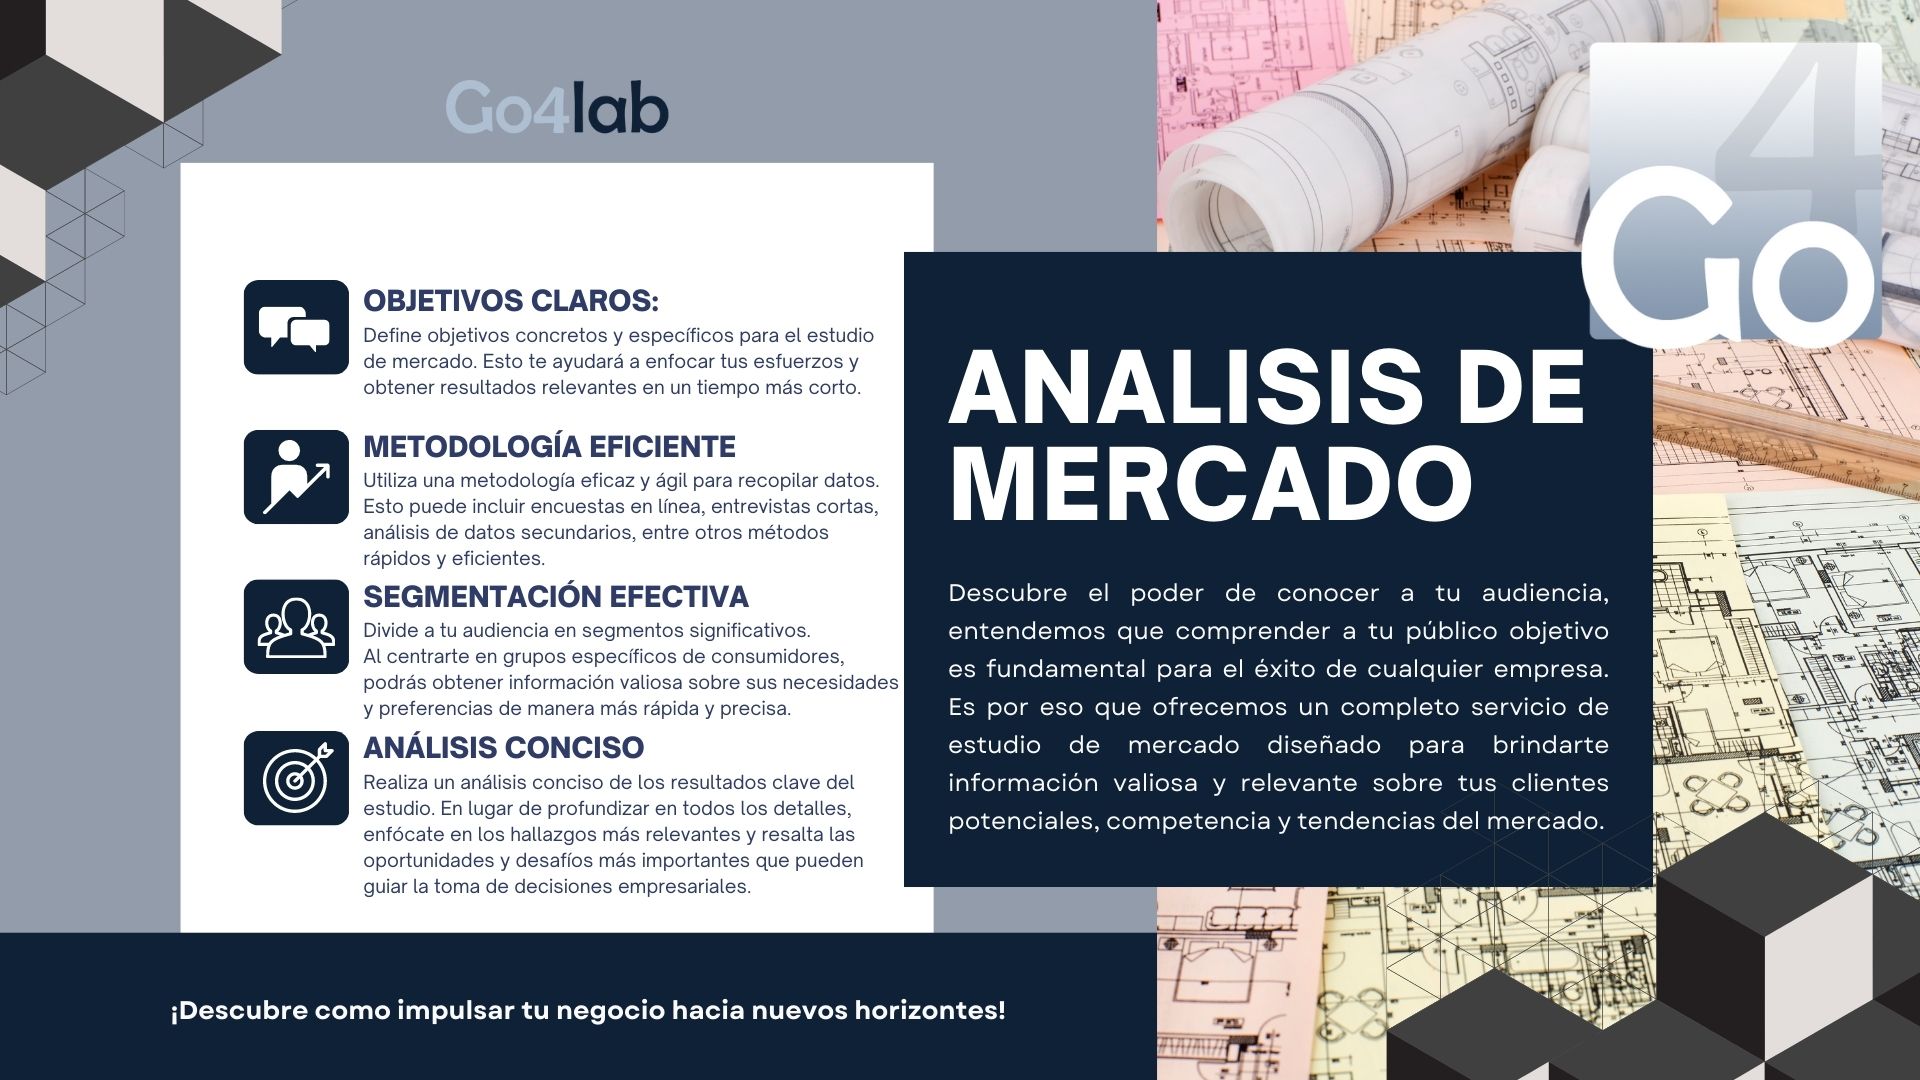 Go4lab
OBJETIVOS CLAROS:
Define objetivos concretos y específicos para el estudio
de mercado. Esto te ayudará a enfocar tus esfuerzos y
obtener resultados relevantes en un tiempo más corto.
METODOLOGÍA EFICIENTE
Utiliza una metodología eficaz y ágil para recopilar datos.
Esto puede incluir encuestas en línea, entrevistas cortas,
análisis de datos secundarios, entre otros métodos
rápidos y eficientes.
SEGMENTACIÓN EFECTIVA
Divide a tu audiencia en segmentos significativos.
Al centrarte en grupos específicos de consumidores,
podrás obtener información valiosa sobre sus necesidades
y preferencias de manera más rápida y precisa.
ANÁLISIS CONCISO
Realiza un análisis conciso de los resultados clave del
estudio. En lugar de profundizar en todos los detalles,
enfócate en los hallazgos más relevantes y resalta las
oportunidades y desafíos más importantes que pueden
guiar la toma de decisiones empresariales.
¡Descubre como impulsar tu negocio hacia nuevos horizontes!
4
Go
ANALISIS DE
MERCADO
Descubre el poder de conocer a tu audiencia,
entendemos que comprender a tu público objetivo
es fundamental para el éxito de cualquier empresa.
Es por eso que ofrecemos un completo servicio de
estudio de mercado diseñado para brindarte
información valiosa y relevante sobre tus clientes
potenciales, competencia y tendencias del mercado.